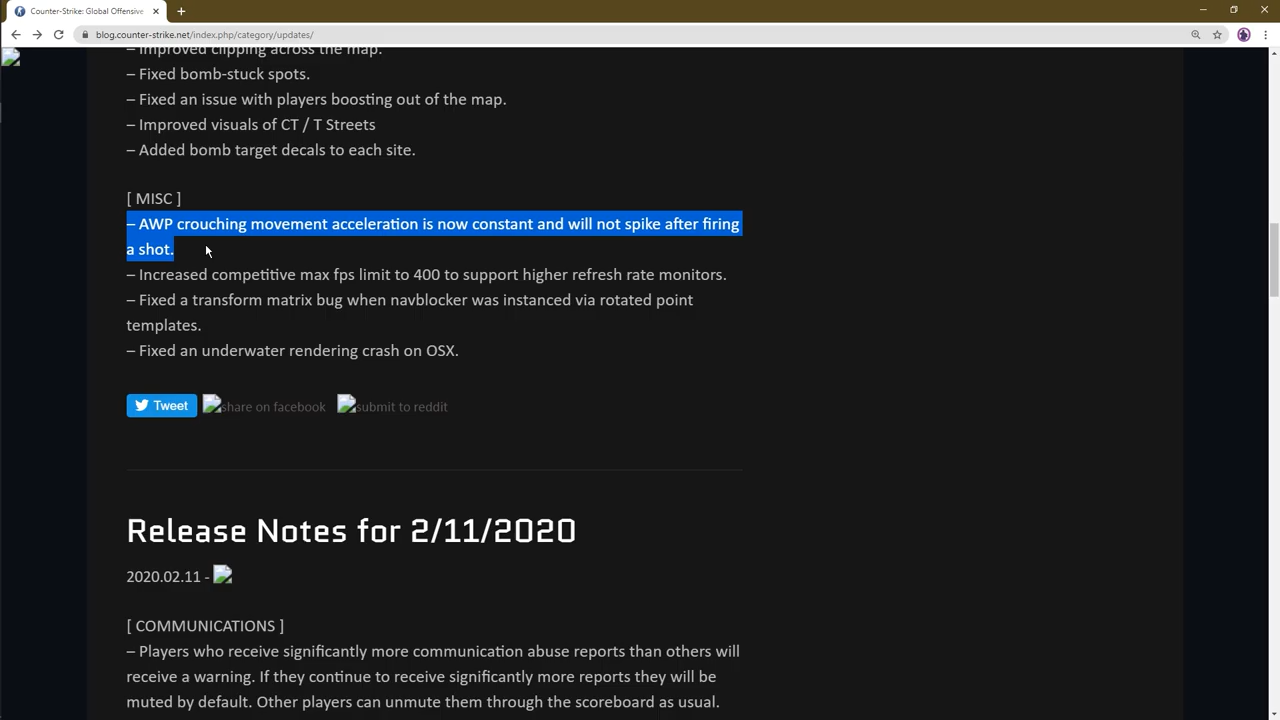 Counter-Strike: Global Offensive
blog.counter-strike.net/index.php/category/updates/
– Improved clipping across the map.
– Fixed bomb-stuck spots.
– Fixed an issue with players boosting out of the map.
– Improved visuals of CT / T Streets
– Added bomb target decals to each site.
[ MISC ]
– AWP crouching movement acceleration is now constant and will not spike after firing
a shot.
– Increased competitive max fps limit to 400 to support higher refresh rate monitors.
– Fixed a transform matrix bug when navblocker was instanced via rotated point
templates.
– Fixed an underwater rendering crash on OSX.
Tweet share on facebook submit to reddit
Release Notes for 2/11/2020
2020.02.11 -
[ COMMUNICATIONS ]
– Players who receive significantly more communication abuse reports than others will
receive a warning. If they continue to receive significantly more reports they will be
muted by default. Other players can unmute them through the scoreboard as usual.